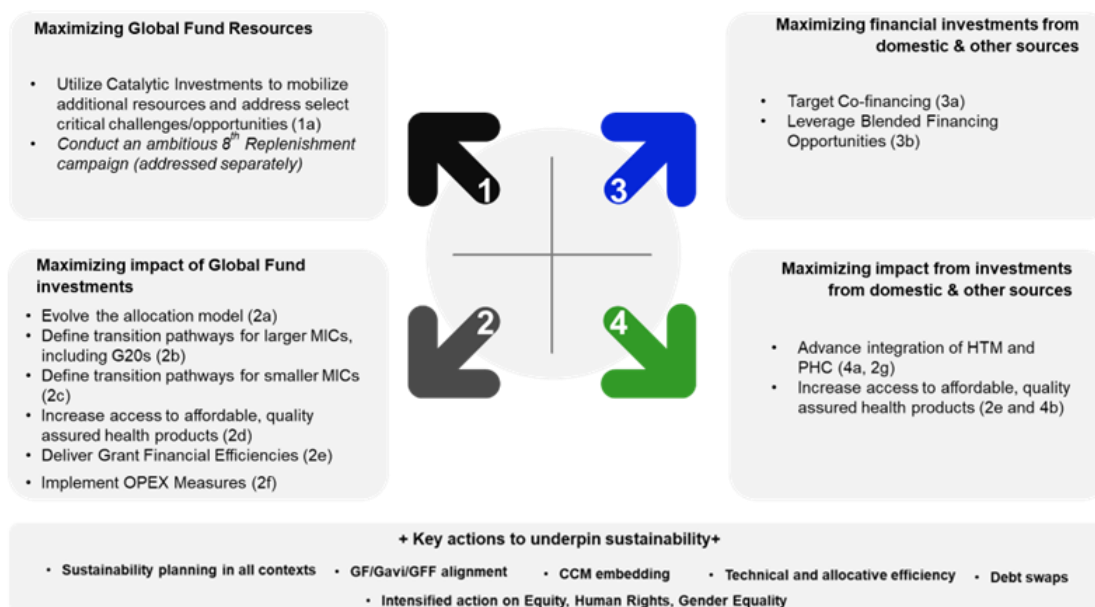 Maximizing Global Fund Resources
• Utilize Catalytic Investments to mobilize
additional resources and address select
critical challenges/opportunities (1a)
• Conduct an ambitious 8th Replenishment
campaign (addressed separately)
Maximizing financial investments from
domestic & other sources
• Target Co-financing (3a)
• Leverage Blended Financing
Opportunities (3b)
1
3
Maximizing impact of Global Fund
investments
• Evolve the allocation model (2a)
• Define transition pathways for larger MICs,
including G20s (2b)
• Define transition pathways for smaller MICs
(2c)
• Increase access to affordable, quality
assured health products (2d)
• Deliver Grant Financial Efficiencies (2e)
• Implement OPEX Measures (2f)
2
4
Maximizing impact from investments
from domestic & other sources
• Advance integration of HTM and
PHC (4a, 2g)
• Increase access to affordable, quality
assured health products (2e and 4b)
+ Key actions to underpin sustainability+
• Sustainability planning in all contexts • GF/Gavi/GFF alignment • CCM embedding • Technical and allocative efficiency • Debt swaps
• Intensified action on Equity, Human Rights, Gender Equality